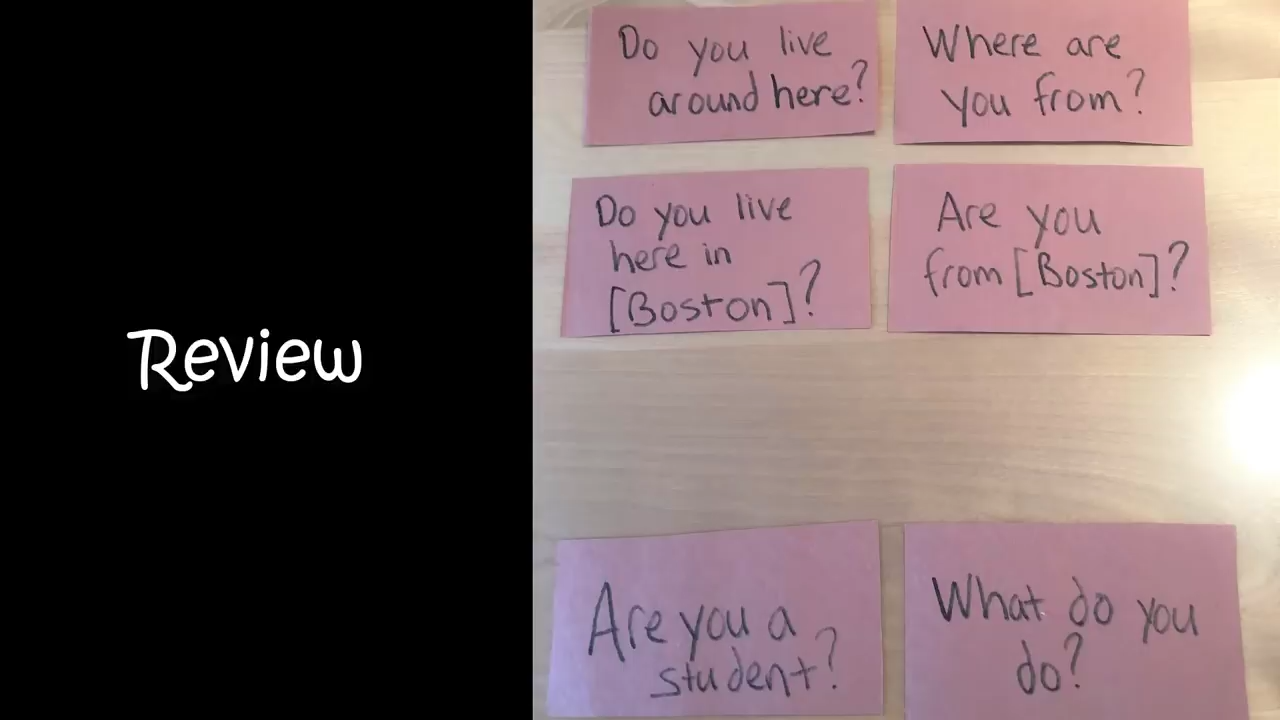 Review
Do you live
around here?
Where are
you from?
Do you live
here in
[Boston]?
Are you
from [Boston]?
Are you a
student?
What do you
do?